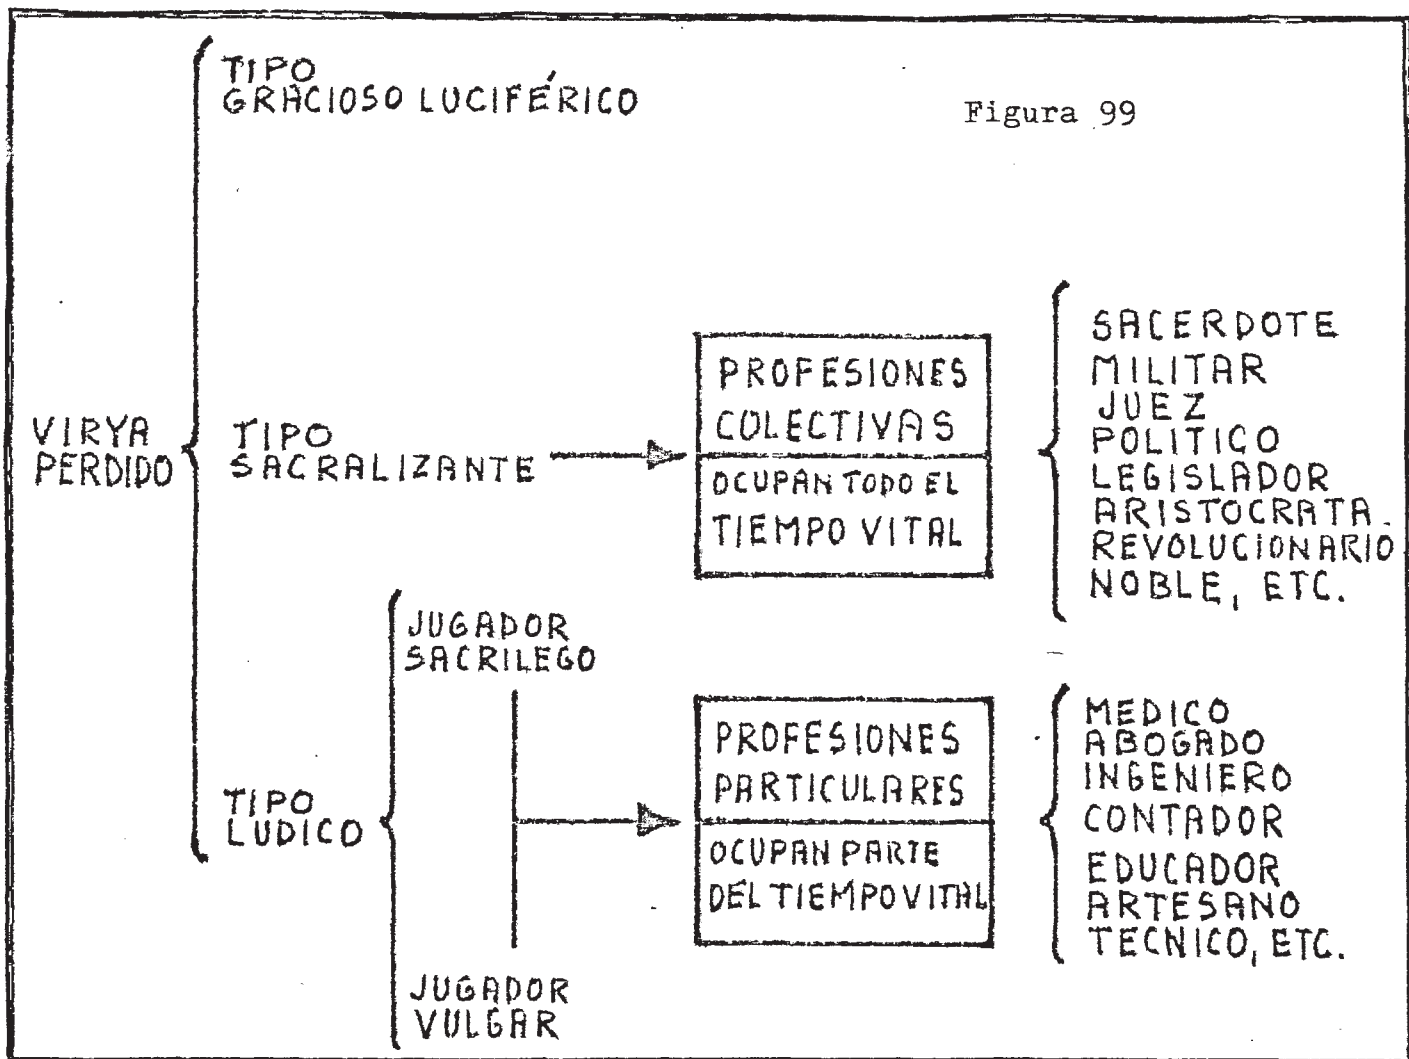 TIPO
GRACIOSO LUCIFÉRICO
Figura 99
VIRYA
PERDIDO
TIPO
SACRALIZANTE
PROFESIONES
COLECTIVAS
OCUPAN TODO EL
TIEMPO VITAL
SACERDOTE
MILITAR
JUEZ
POLITICO
LEGISLADOR
ARISTOCRATA.
REVOLUCIONARIO
NOBLE, ETC.
TIPO
LUDICO
JUGADOR
SACRILEGO
JUGADOR
VULGAR
PROFESIONES
PARTICULARES
OCUPAN PARTE
DEL TIEMPO VITAL
MEDICO
ABOGADO
INGENIERO
CONTADOR
EDUCADOR
ARTESANO
TECNICO, ETC.